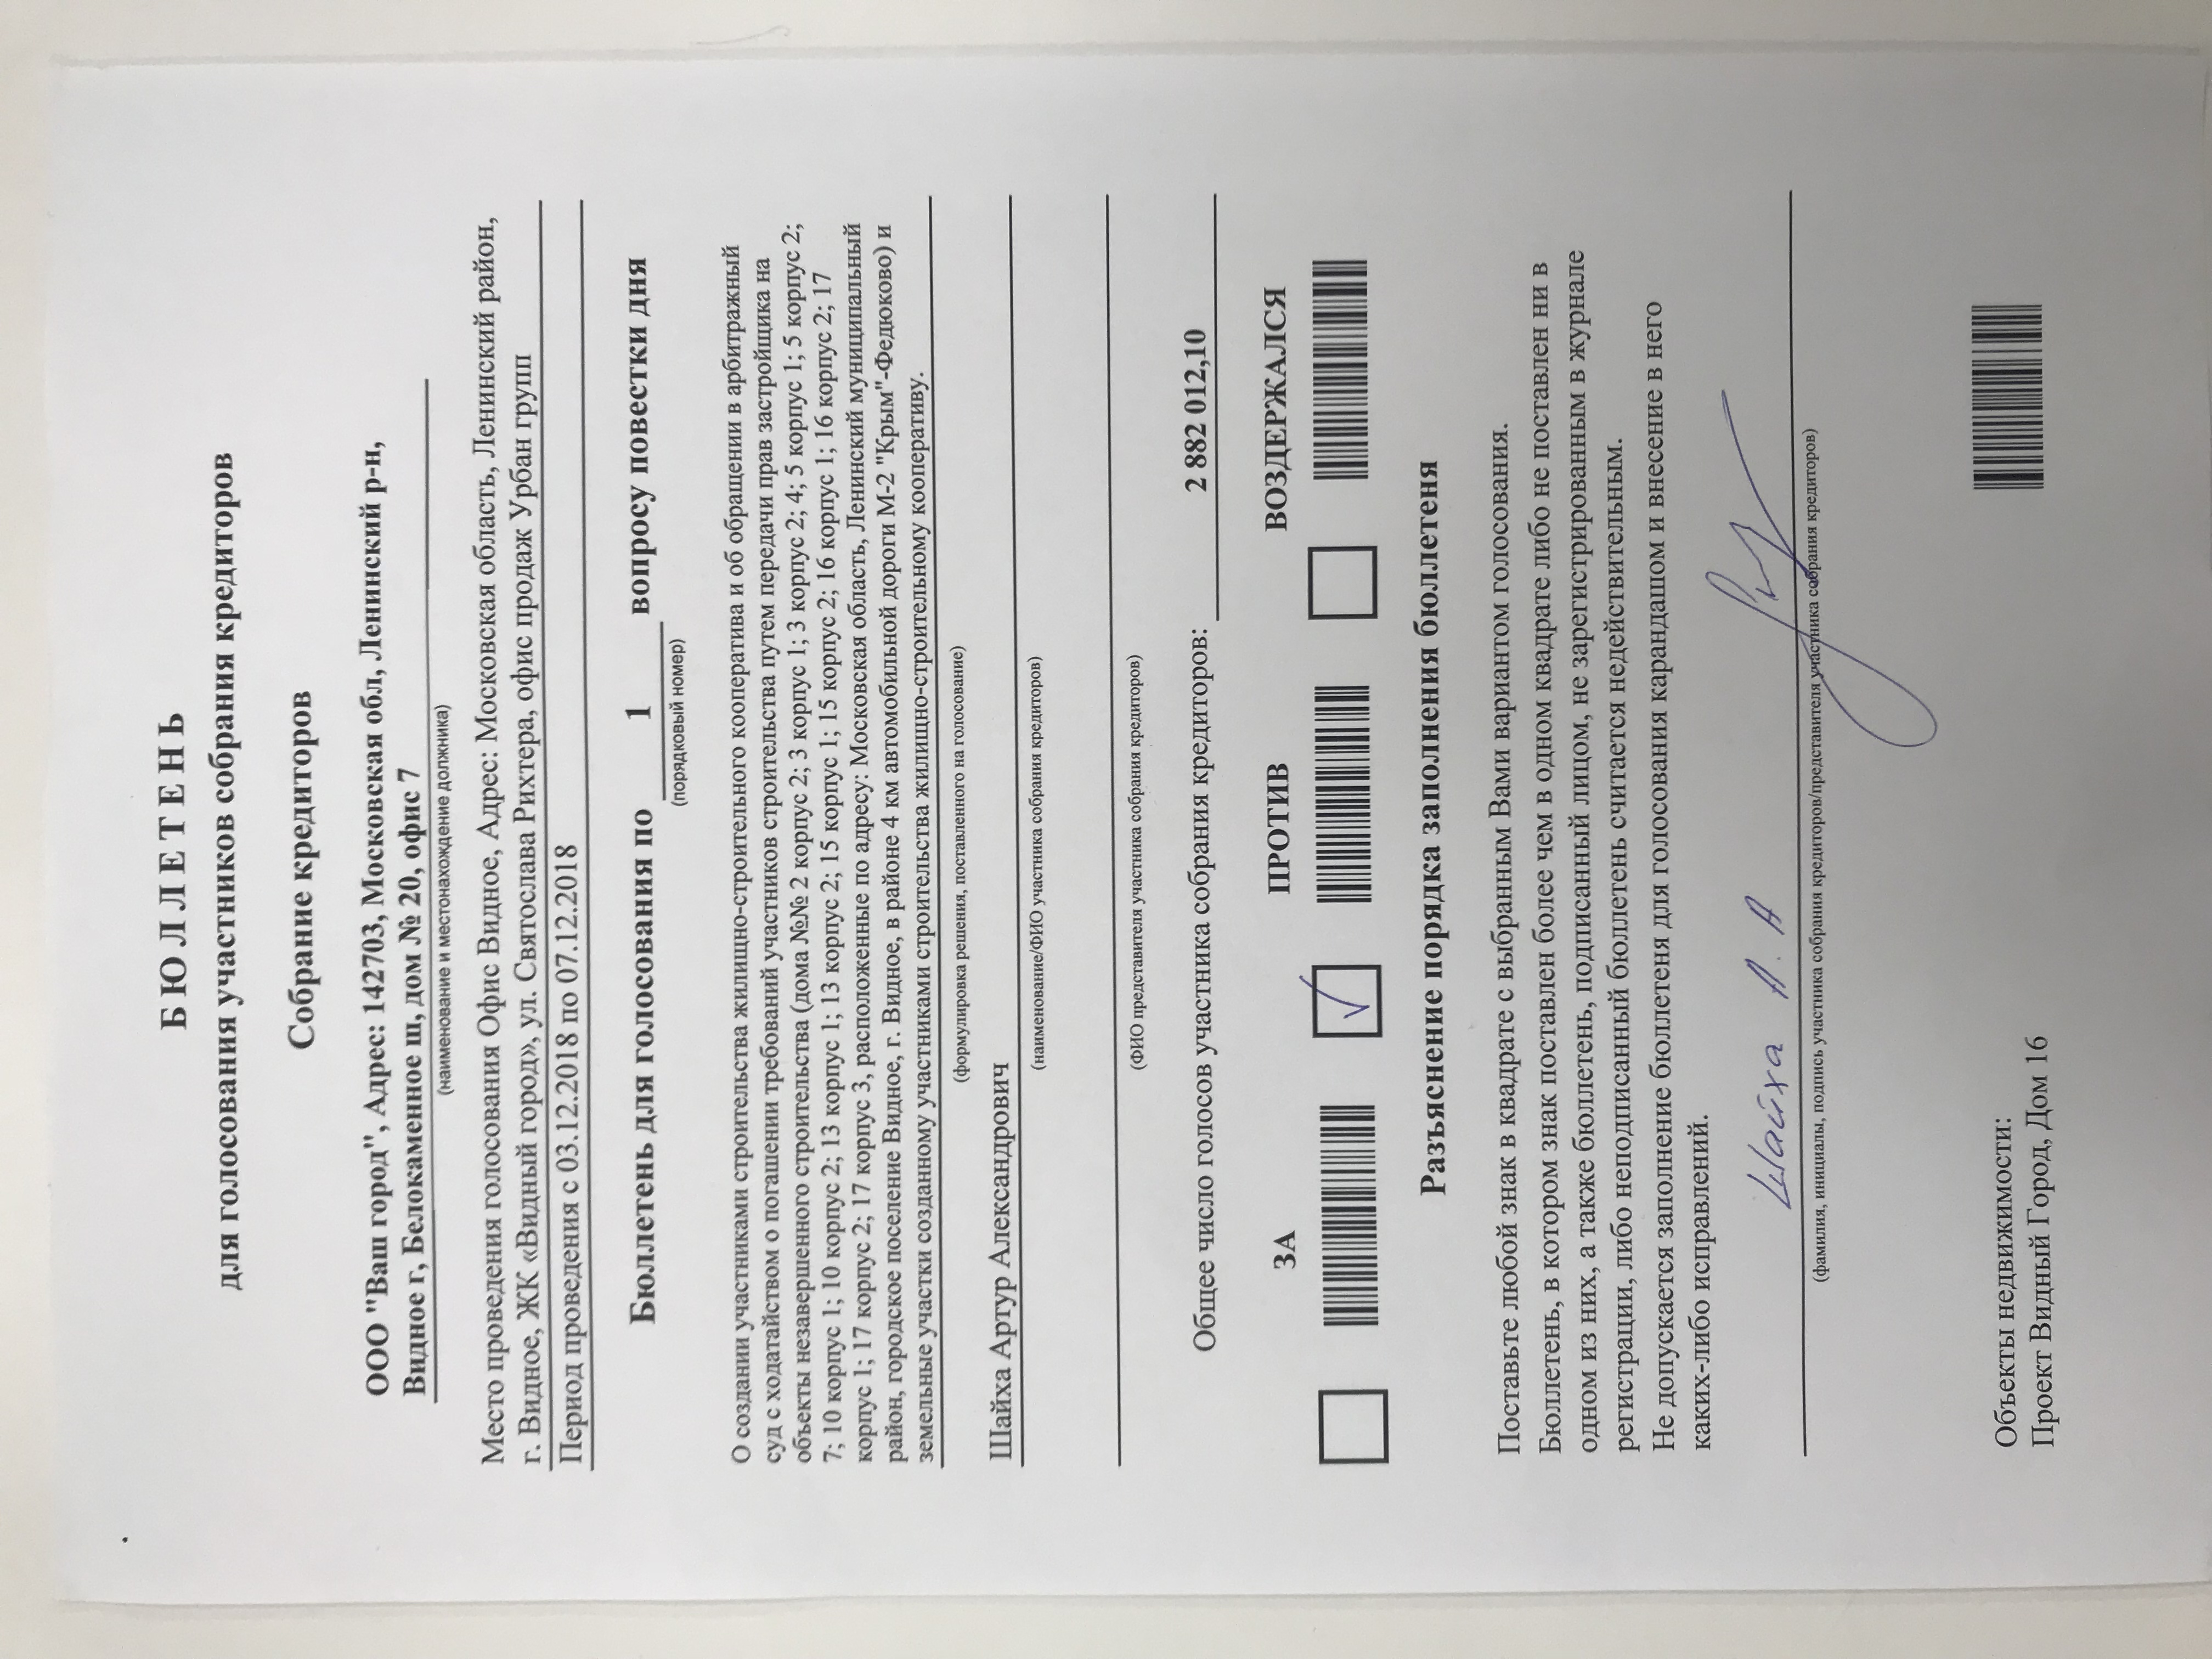 БЮЛЛЕТЕНЬ
для голосования участников собрания кредиторов
Собрание кредиторов
ООО "Ваш город", Адрес: 142703, Московская обл, Ленинский р-н,
Видное г, Белокаменное ш, дом № 20, офис 7
(наименование и местонахождение должника)
Место проведения голосования Офис Видное, Адрес: Московская область, Ленинский район,
г. Видное, ЖК «Видный город», ул. Святослава Рихтера, офис продаж Урбан групп
Период проведения с 03.12.2018 по 07.12.2018
Бюллетень для голосования по 1 вопросу повестки дня
(порядковый номер)
О создании участниками строительства жилищно-строительного кооператива и об обращении в арбитражный
суд с ходатайством о погашении требований участников строительства путем передачи прав застройщика на
объекты незавершенного строительства (дома №№ 2 корпус 2; 3 корпус 1; 3 корпус 2; 4; 5 корпус 1; 5 корпус 2;
7; 10 корпус 1; 10 корпус 2; 13 корпус 1; 13 корпус 2; 15 корпус 1; 15 корпус 2; 16 корпус 1; 16 корпус 2; 17
корпус 1; 17 корпус 2; 17 корпус 3, расположенные по адресу: Московская область, Ленинский муниципальный
район, городское поселение Видное, г. Видное, в районе 4 км автомобильной дороги М-2 "Крым"-Федюково) и
земельные участки созданному участниками строительства жилищно-строительному кооперативу.
(формулировка решения, поставленного на голосование)
Шайха Артур Александрович
(наименование/ФИО участника собрания кредиторов)
(ФИО представителя участника собрания кредиторов)
Общее число голосов участника собрания кредиторов: 2 882 012,10
ЗА ПРОТИВ ВОЗДЕРЖАЛСЯ
Разъяснение порядка заполнения бюллетеня
Поставьте любой знак в квадрате с выбранным Вами вариантом голосования.
Бюллетень, в котором знак поставлен более чем в одном квадрате либо не поставлен ни в
одном из них, а также бюллетень, подписанный лицом, не зарегистрированным в журнале
регистрации, либо неподписанный бюллетень считается недействительным.
Не допускается заполнение бюллетеня для голосования карандашом и внесение в него
каких-либо исправлений.
Шайха А. А
(фамилия, инициалы, подпись участника собрания кредиторов/представителя участника собрания кредиторов)
Объекты недвижимости:
Проект Видный Город, Дом 16